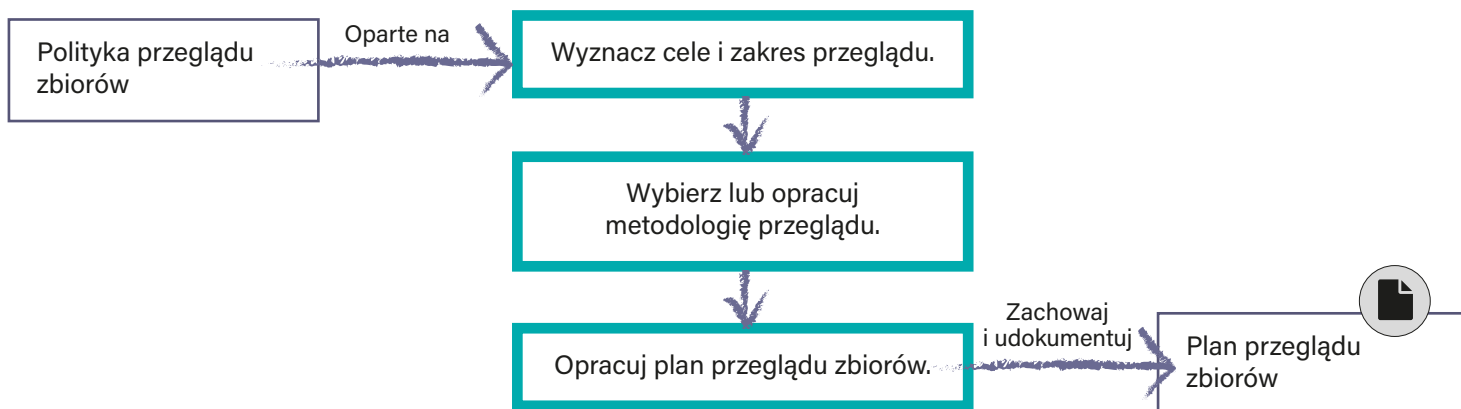 Polityka przeglądu
zbiorów
Oparte na
Wyznacz cele i zakres przeglądu.
Wybierz lub opracuj
metodologię przeglądu.
Opracuj plan przeglądu zbiorów.
Zachowaj
i udokumentuj
Plan przeglądu
zbiorów